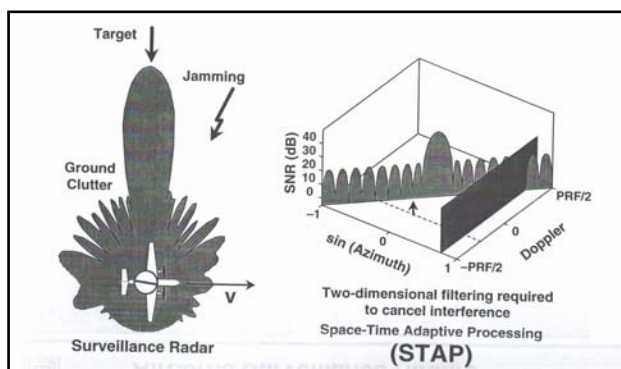 Target
Jamming
Ground
Clutter
V
Surveillance Radar
SNR (dB)
40
30
20
10
0
−1
0
1
sin (Azimuth)
−PRF/2
0
PRF/2
Doppler
Two-dimensional filtering required
to cancel interference
Space-Time Adaptive Processing
(STAP)